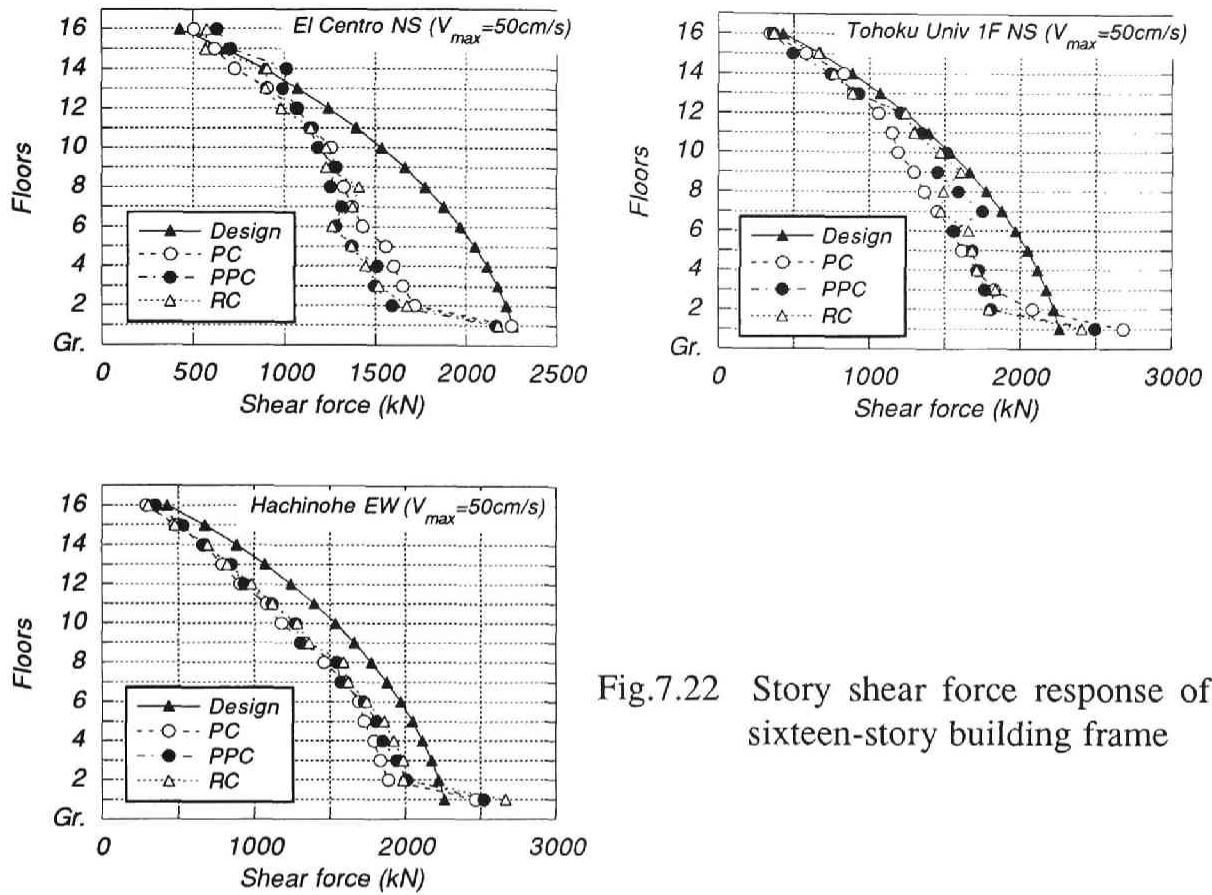 El Centro NS (Vmax=50cm/s)
16
14
12
10
8
6
4
2
Gr.
Floors
Design
PC
PPC
RC
0 500 1000 1500 2000 2500
Shear force (kN)
Tohoku Univ 1F NS (Vmax=50cm/s)
16
14
12
10
8
6
4
2
Gr.
Floors
Design
PC
PPC
RC
0 1000 2000 3000
Shear force (kN)
Hachinohe EW (Vmax=50cm/s)
16
14
12
10
8
6
4
2
Gr.
Floors
Design
PC
PPC
RC
0 1000 2000 3000
Shear force (kN)
Fig.7.22 Story shear force response of
sixteen-story building frame